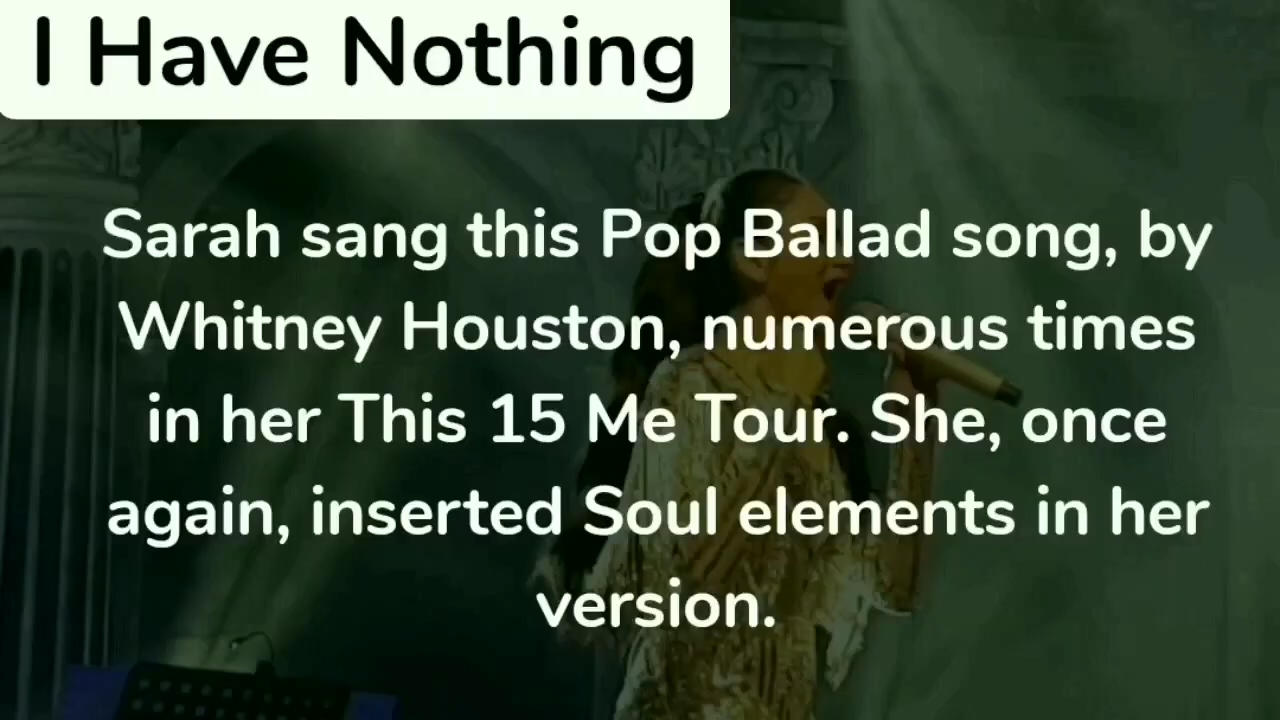 I Have Nothing
Sarah sang this Pop Ballad song, by
Whitney Houston, numerous times
in her This 15 Me Tour. She, once
again, inserted Soul elements in her
version.